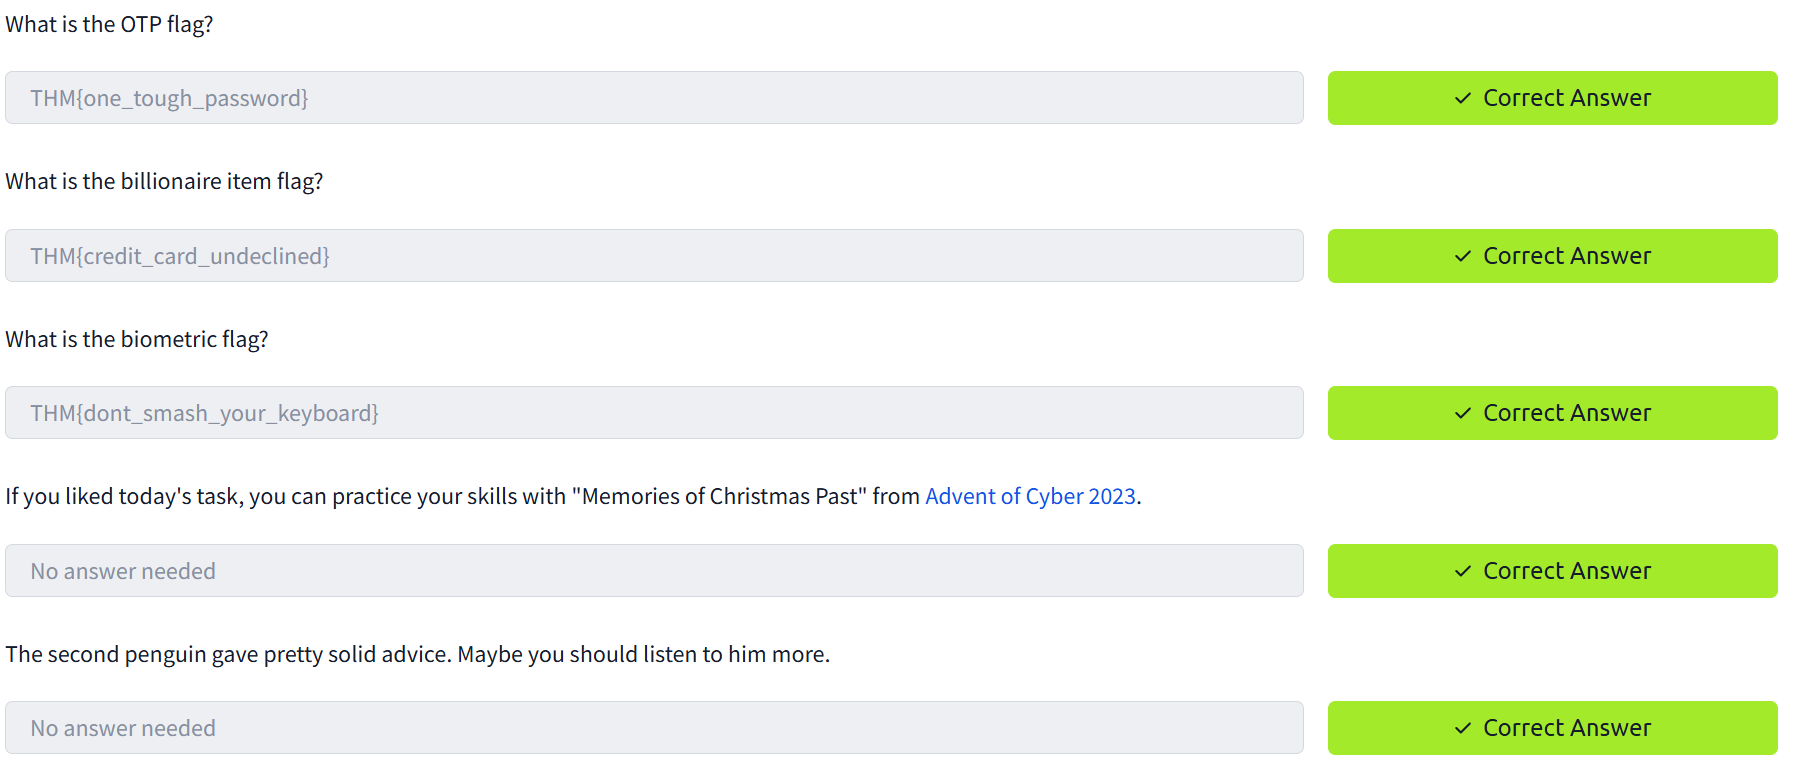 What is the OTP flag?
THM{one_tough_password}
✓ Correct Answer
What is the billionaire item flag?
THM{credit_card_undeclined}
✓ Correct Answer
What is the biometric flag?
THM{dont_smash_your_keyboard}
✓ Correct Answer
If you liked today's task, you can practice your skills with "Memories of Christmas Past" from Advent of Cyber 2023.
No answer needed
✓ Correct Answer
The second penguin gave pretty solid advice. Maybe you should listen to him more.
No answer needed
✓ Correct Answer